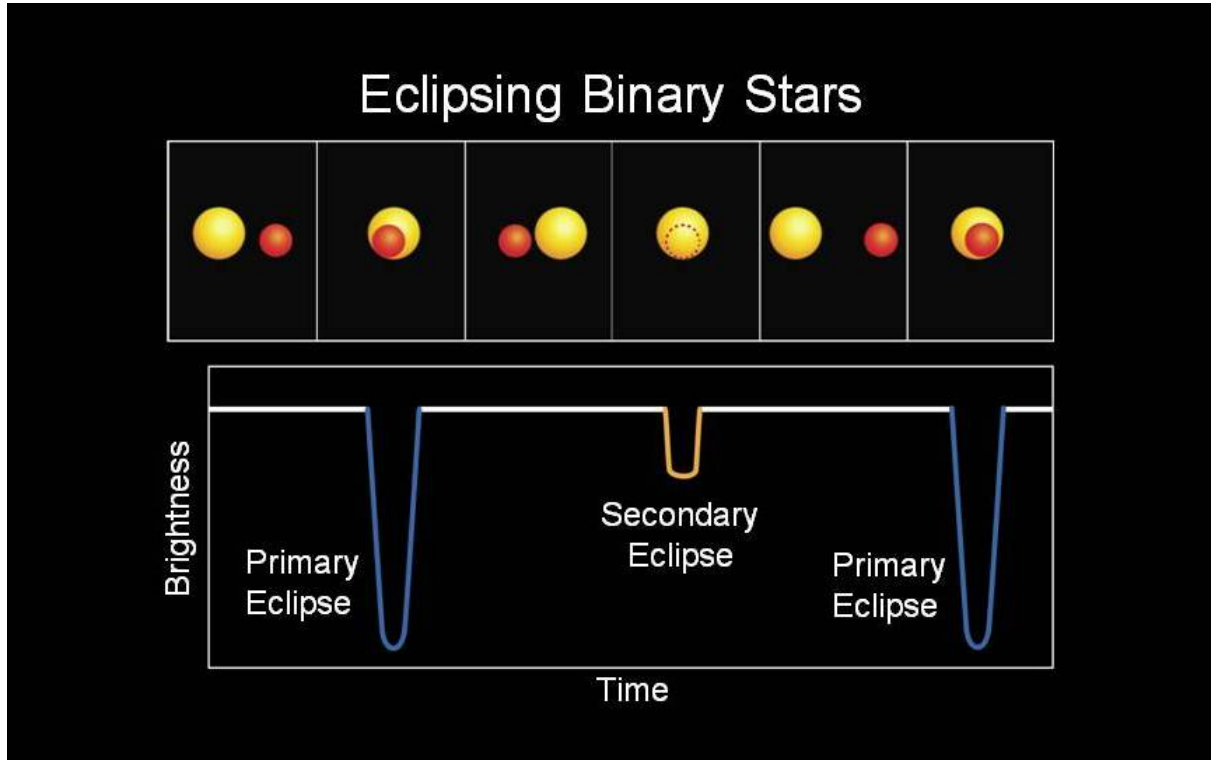 Eclipsing Binary Stars
Brightness
Primary
Eclipse
Secondary
Eclipse
Primary
Eclipse
Time